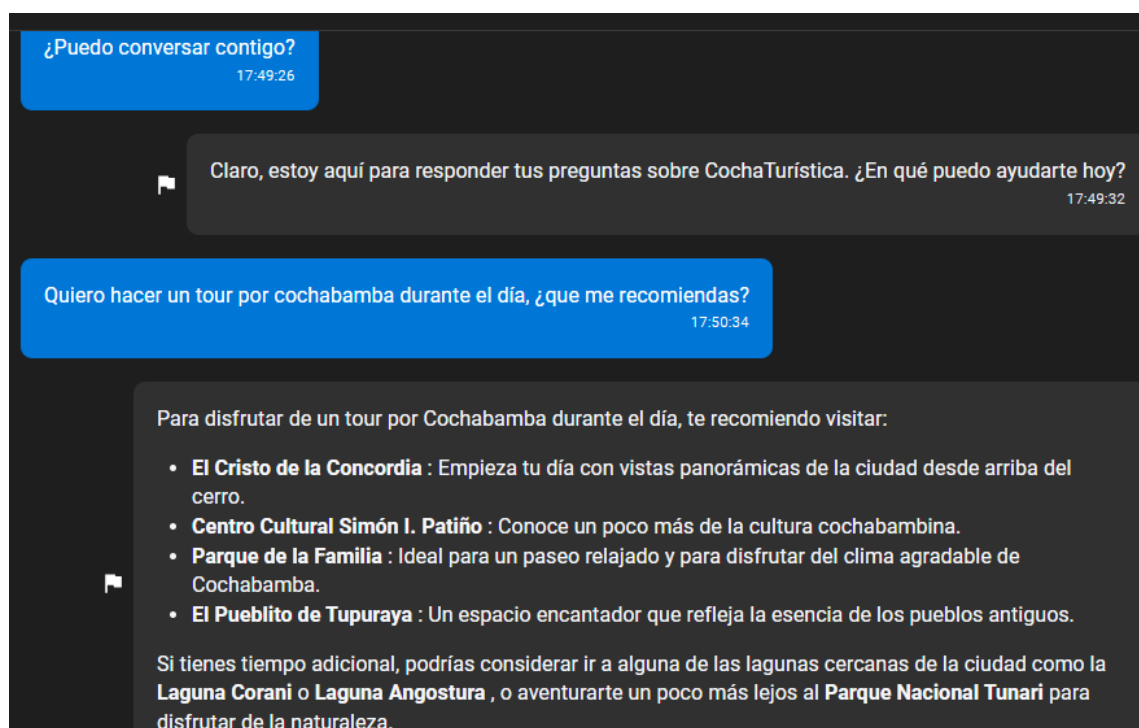 ¿Puedo conversar contigo?
17:49:26
Claro, estoy aquí para responder tus preguntas sobre CochaTurística. ¿En qué puedo ayudarte hoy?
17:49:32
Quiero hacer un tour por cochabamba durante el día, ¿que me recomiendas?
17:50:34
Para disfrutar de un tour por Cochabamba durante el día, te recomiendo visitar:
• El Cristo de la Concordia : Empieza tu día con vistas panorámicas de la ciudad desde arriba del
cerro.
• Centro Cultural Simón I. Patiño : Conoce un poco más de la cultura cochabambina.
• Parque de la Familia : Ideal para un paseo relajado y para disfrutar del clima agradable de
Cochabamba.
• El Pueblito de Tupuraya : Un espacio encantador que refleja la esencia de los pueblos antiguos.
Si tienes tiempo adicional, podrías considerar ir a alguna de las lagunas cercanas de la ciudad como la
Laguna Corani o Laguna Angostura , o aventurarte un poco más lejos al Parque Nacional Tunari para
disfrutar de la naturaleza.